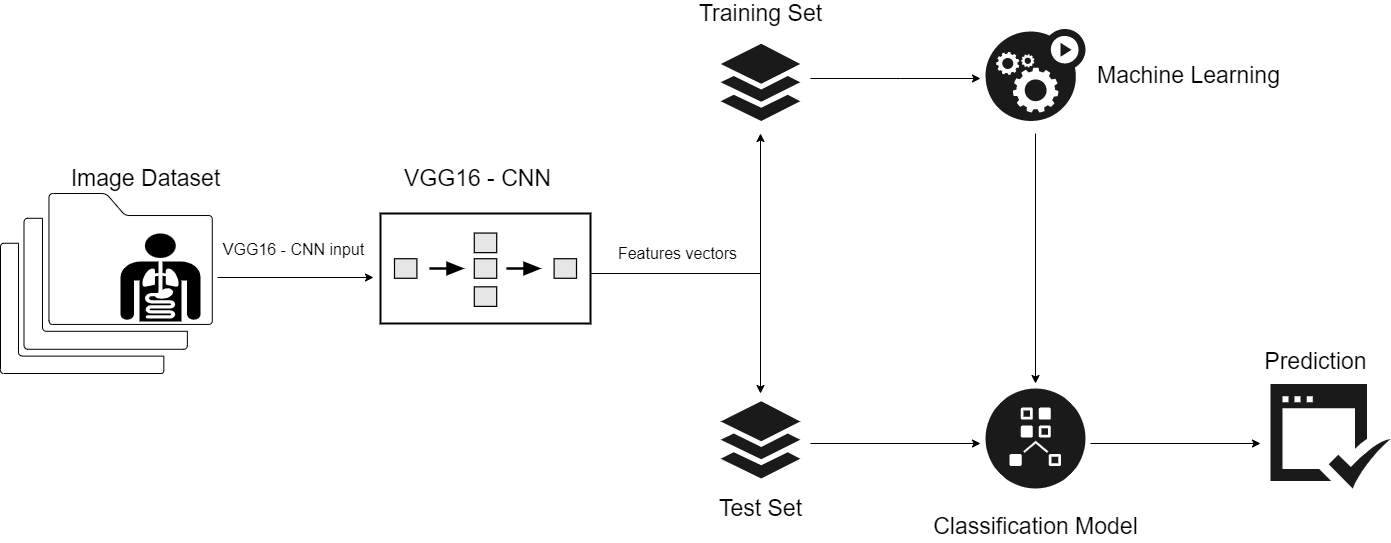 Training Set
Machine Learning
Image Dataset
VGG16 - CNN
VGG16 - CNN input
Features vectors
Prediction
Test Set
Classification Model